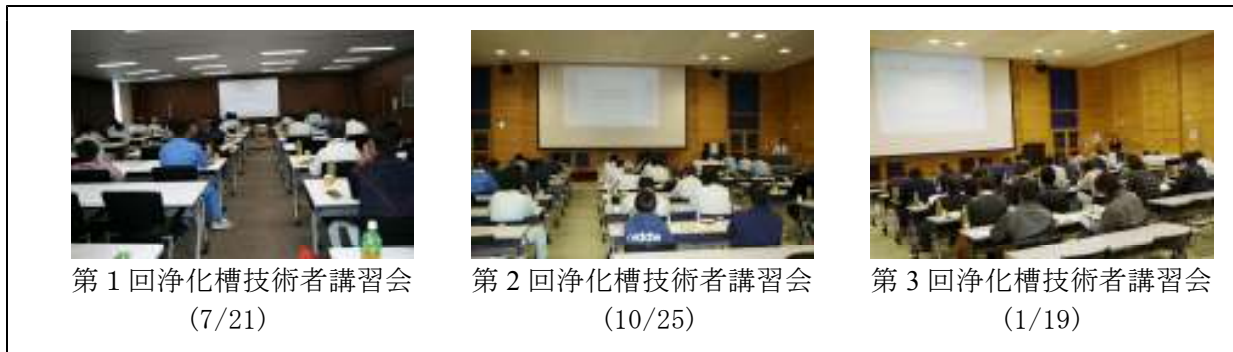 第1回浄化槽技術者講習会
(7/21)
第2回浄化槽技術者講習会
(10/25)
第3回浄化槽技術者講習会
(1/19)